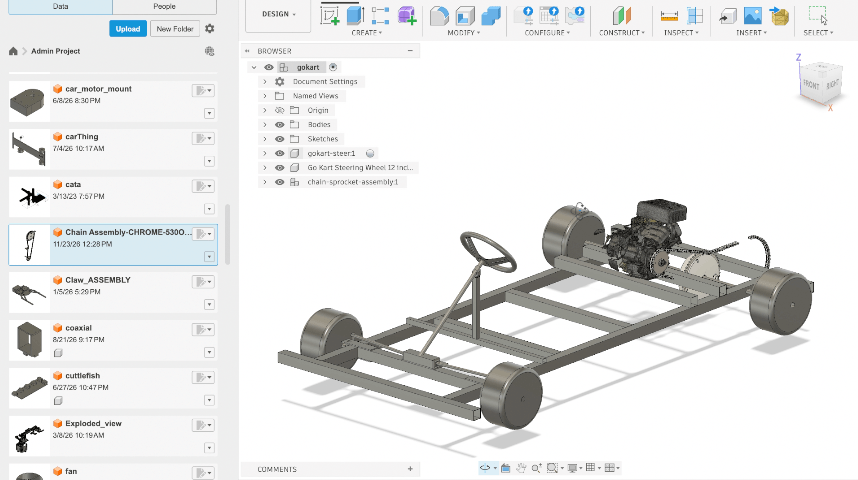 Data
People
Upload
New Folder
Admin Project
car_motor_mount
6/8/26 8:30 PM
carThing
7/4/26 10:17 AM
cata
3/13/23 7:57 PM
Chain Assembly-CHROME-530O...
11/23/26 12:28 PM
Claw_ASSEMBLY
1/5/26 5:29 PM
coaxial
8/21/26 9:17 PM
cuttlefish
6/27/26 10:47 PM
Exploded_view
3/8/26 10:19 AM
fan
DESIGN
CREATE
MODIFY
CONFIGURE
CONSTRUCT
INSPECT
INSERT
SELECT
BROWSER
gokart
Document Settings
Named Views
Origin
Bodies
Sketches
gokart-steer:1
Go Kart Steering Wheel 12 incl...
chain-sprocket-assembly:1
Z
FRONT
RIGHT
X
COMMENTS